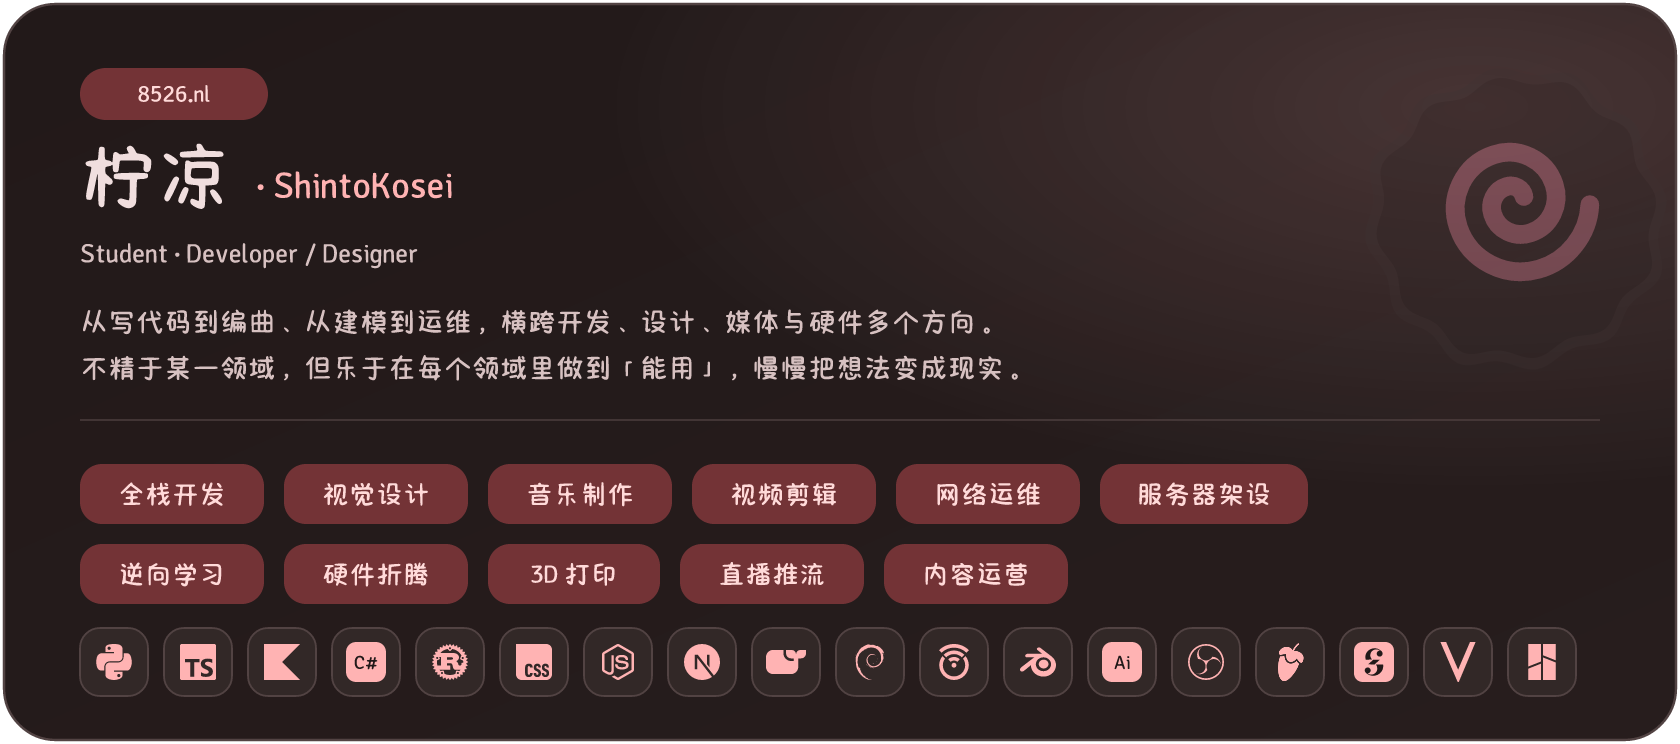 8526.nl
柠凉 · ShintoKosei
Student · Developer / Designer
从写代码到编曲、从建模到运维，横跨开发、设计、媒体与硬件多个方向。
不精于某一领域，但乐于在每个领域里做到「能用」，慢慢把想法变成现实。
全栈开发 视觉设计 音乐制作 视频剪辑 网络运维 服务器架设
逆向学习 硬件折腾 3D 打印 直播推流 内容运营
TS C# R CSS JS N Ai